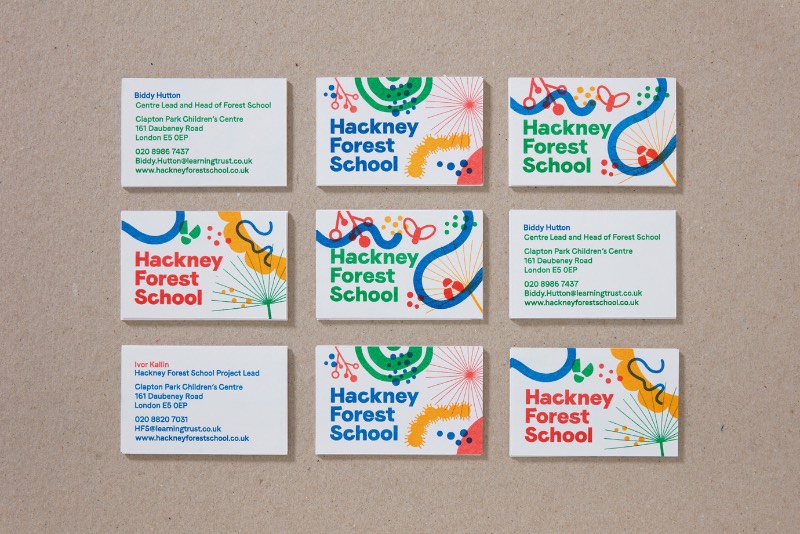 Biddy Hutton
Centre Lead and Head of Forest School
Clapton Park Children's Centre
161 Daubeney Road
London E5 0EP
020 8986 7437
Biddy.Hutton@learningtrust.co.uk
www.hackneyforestschool.co.uk
Hackney
Forest
School
Hackney
Forest
School
Hackney
Forest
School
Hackney
Forest
School
Biddy Hutton
Centre Lead and Head of Forest School
Clapton Park Children's Centre
161 Daubeney Road
London E5 0EP
020 8986 7437
Biddy.Hutton@learningtrust.co.uk
www.hackneyforestschool.co.uk
Ivor Kallin
Hackney Forest School Project Lead
Clapton Park Children's Centre
161 Daubeney Road
London E5 0EP
020 8820 7031
HFS@learningtrust.co.uk
www.hackneyforestschool.co.uk
Hackney
Forest
School
Hackney
Forest
School